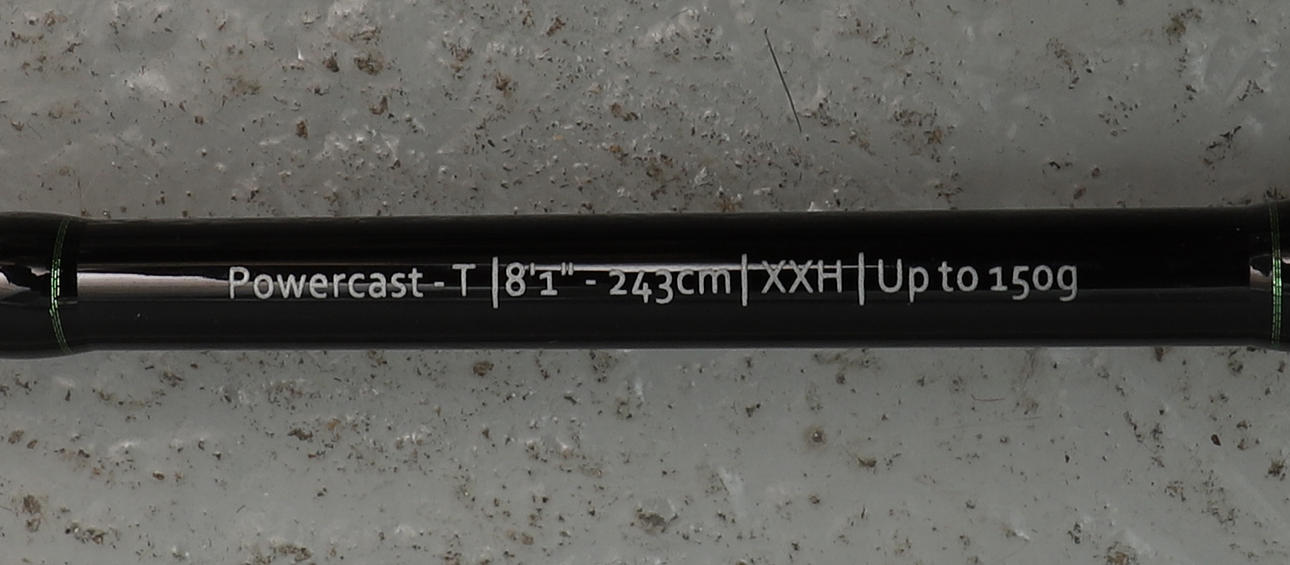 Powercast - T | 8'1" - 243cm | XXH | Up to 150g